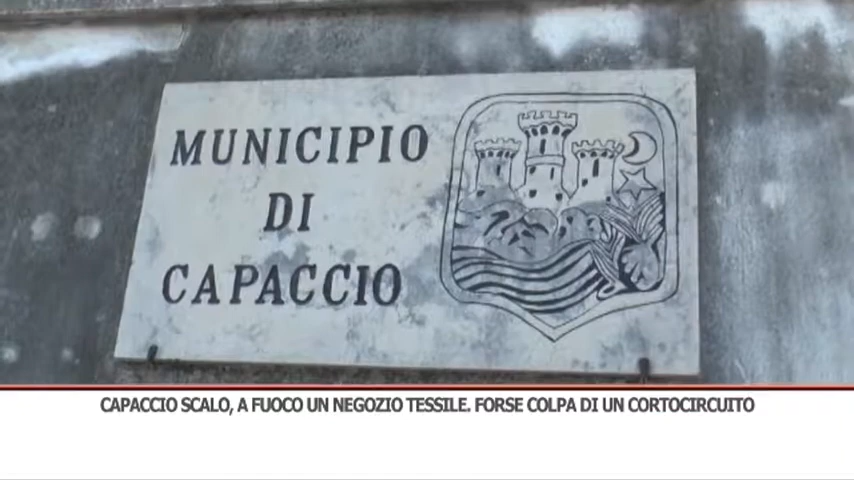 MUNICIPIO
DI
CAPACCIO
CAPACCIO SCALO, A FUOCO UN NEGOZIO TESSILE. FORSE COLPA DI UN CORTOCIRCUITO